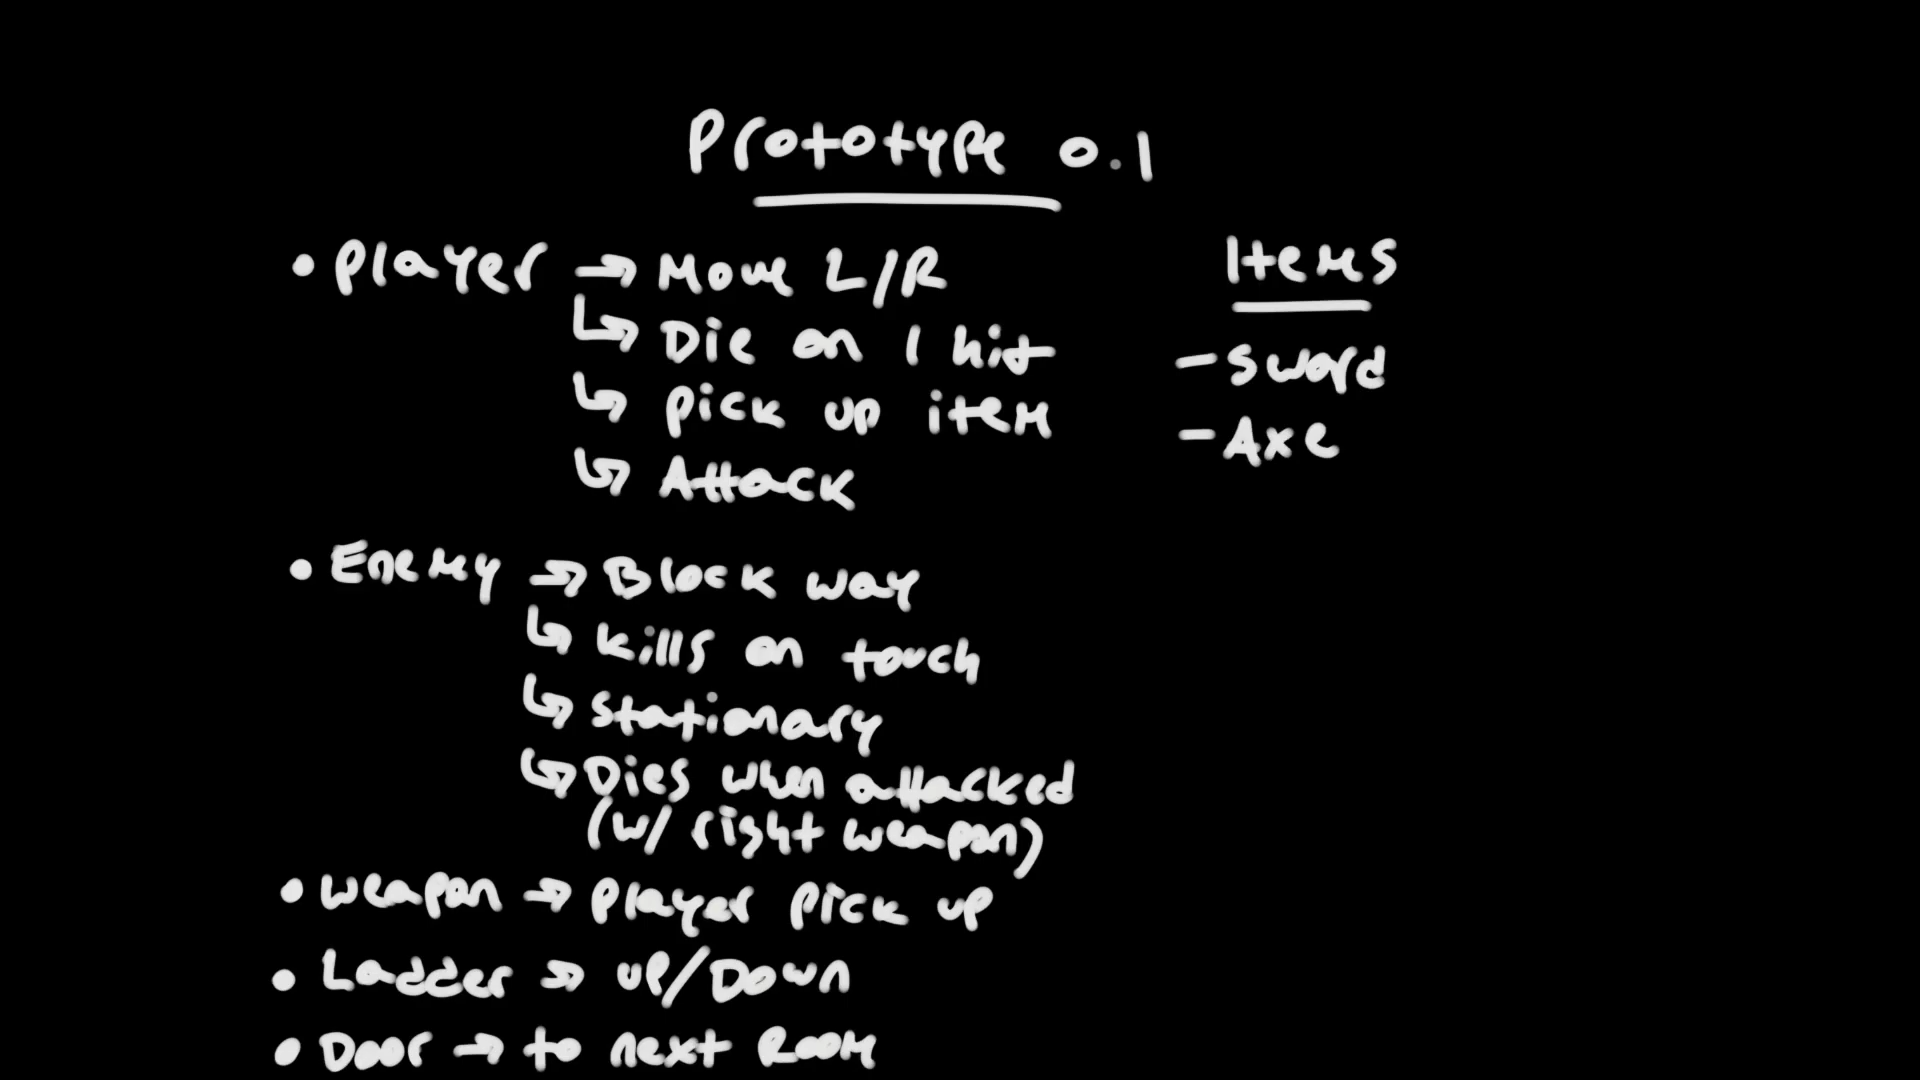 Prototype 0.1
• Player → Move L/R
↳ Die on 1 hit
↳ Pick up item
↳ Attack
• Enemy → Block way
↳ kills on touch
↳ stationary
↳ Dies when attacked
(w/ right weapon)
• weapon → player pick up
• Ladder → up/Down
• Door → to next Room
Items
- Sword
- Axe